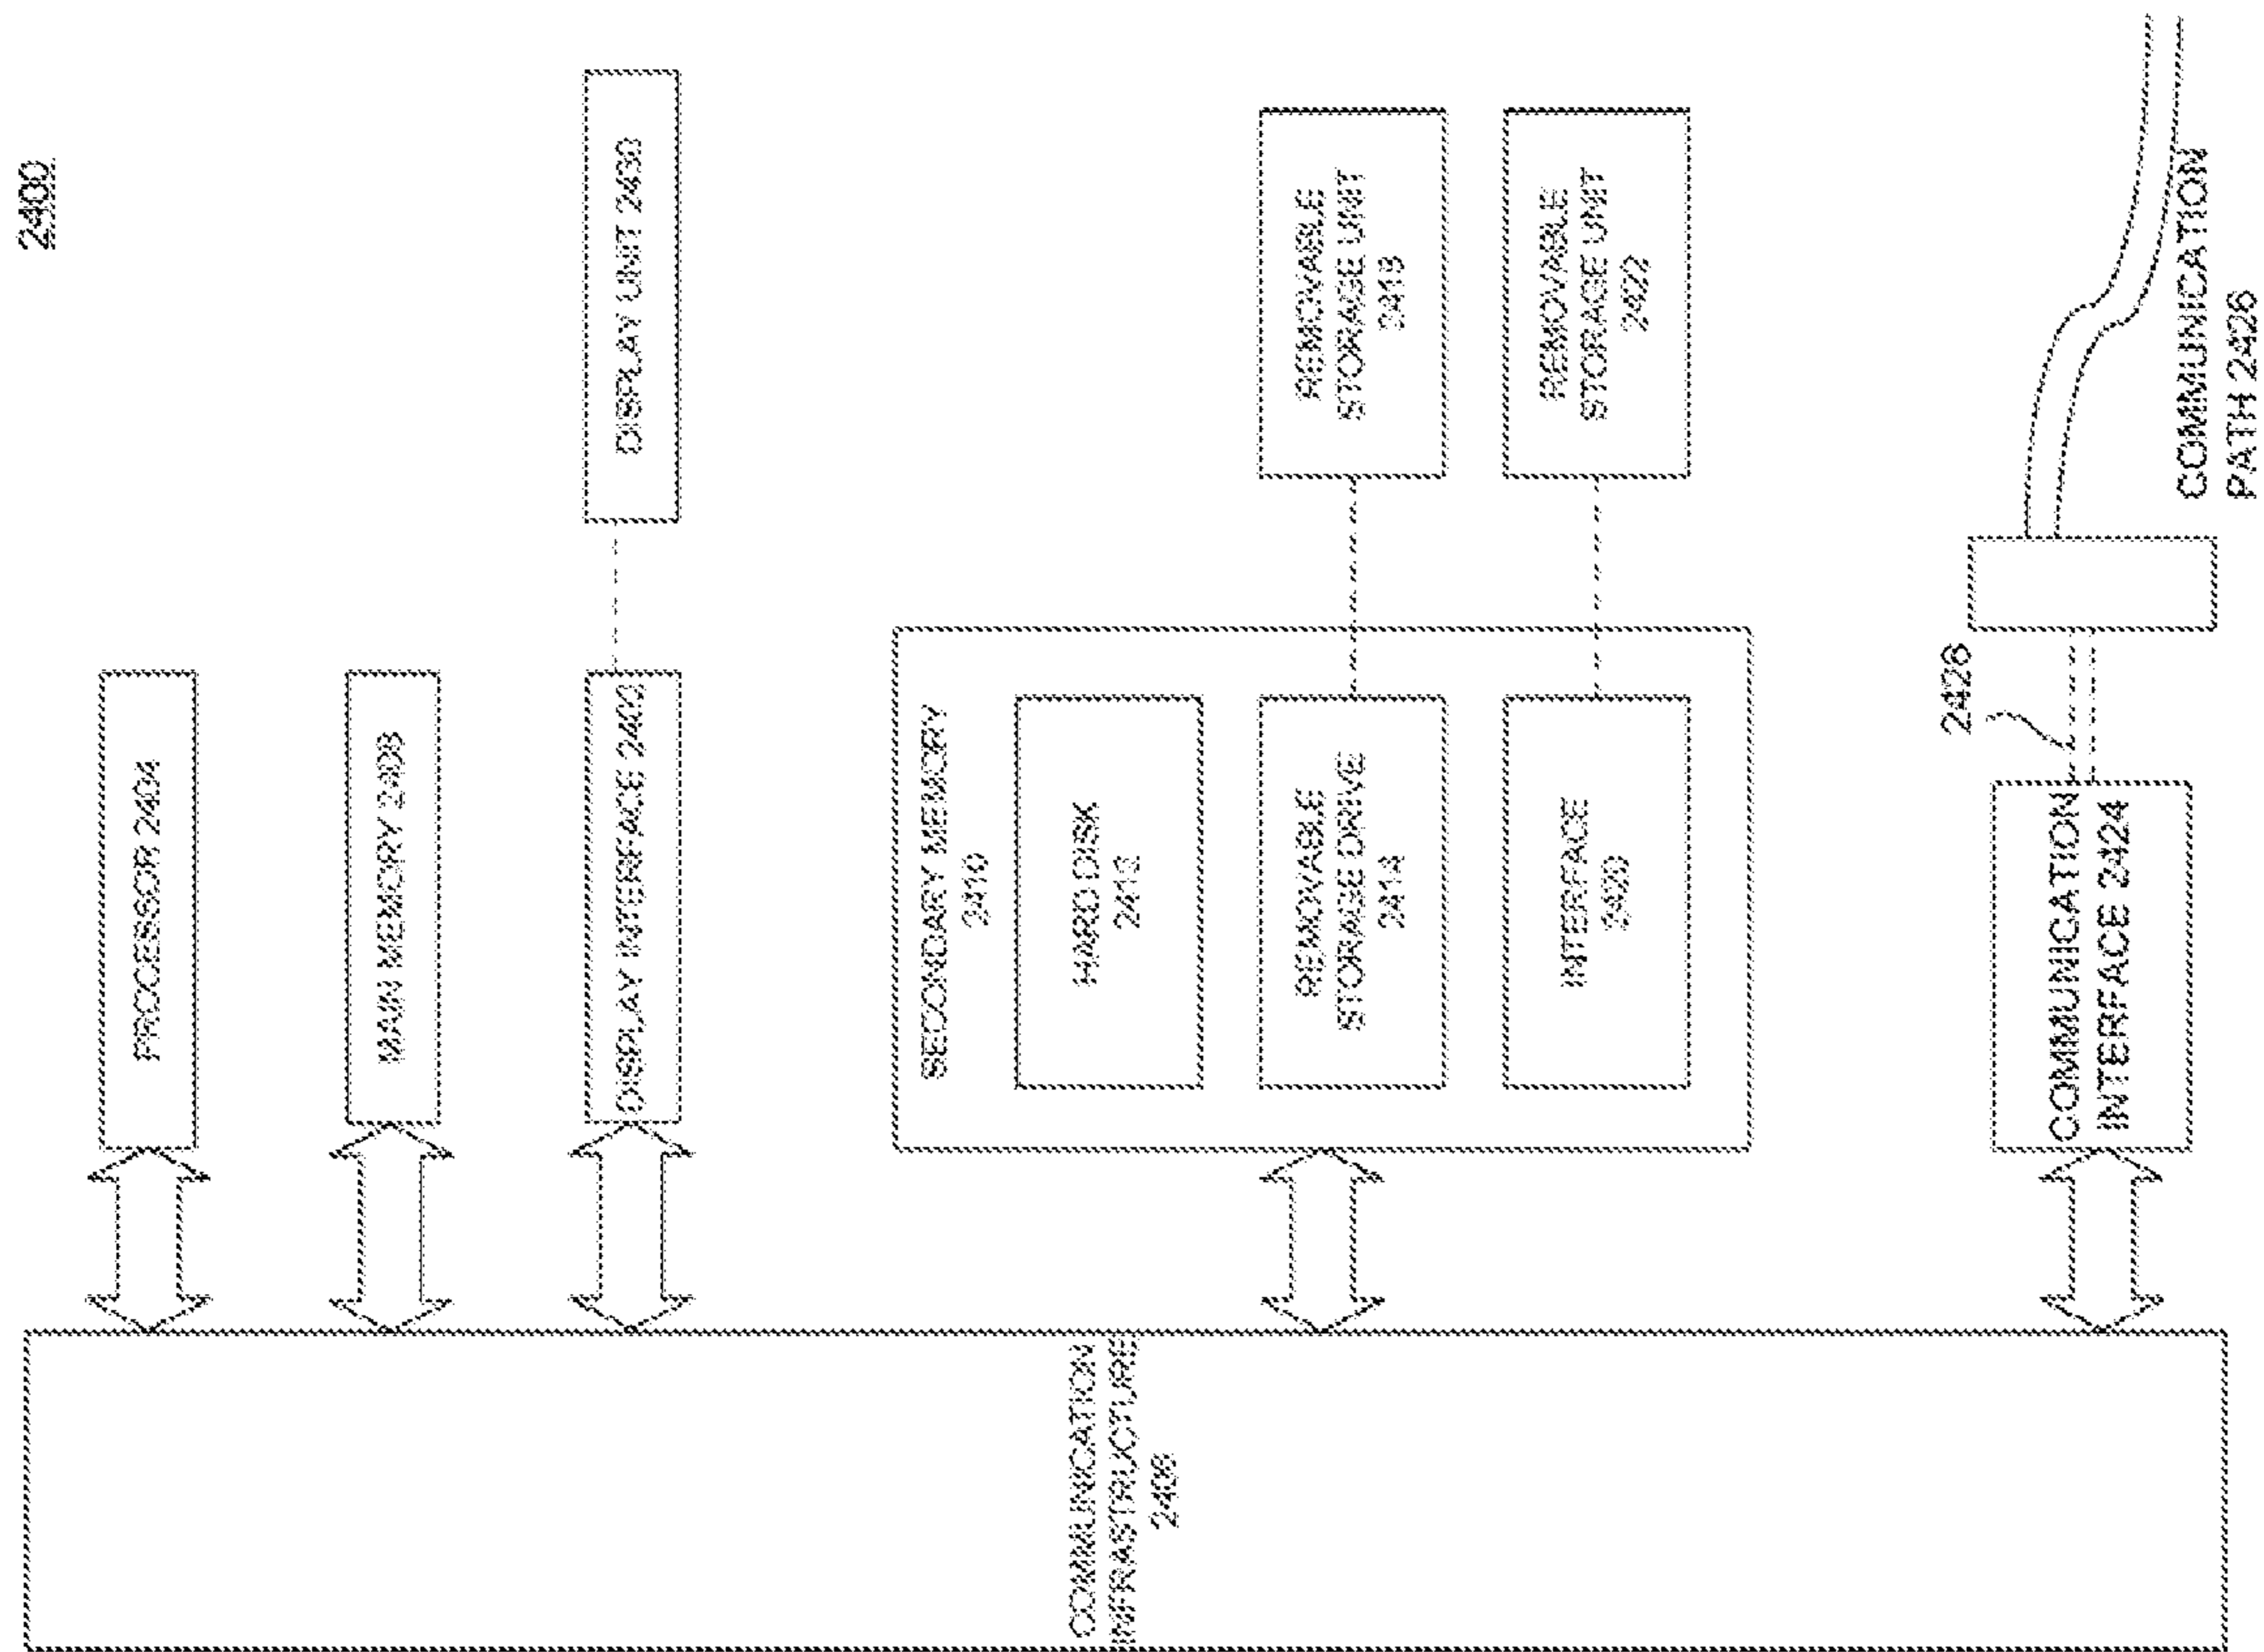 2400
PROCESSOR 2404
MAIN MEMORY 2408
DISPLAY INTERFACE 2402
DISPLAY UNIT 2430
COMMUNICATION
INFRASTRUCTURE
2406
SECONDARY MEMORY
2410
HARD DISK
2412
REMOVABLE
STORAGE DRIVE
2414
REMOVABLE
STORAGE UNIT
2418
INTERFACE
2420
REMOVABLE
STORAGE UNIT
2422
2428
COMMUNICATION
INTERFACE 2424
COMMUNICATION
PATH 2426